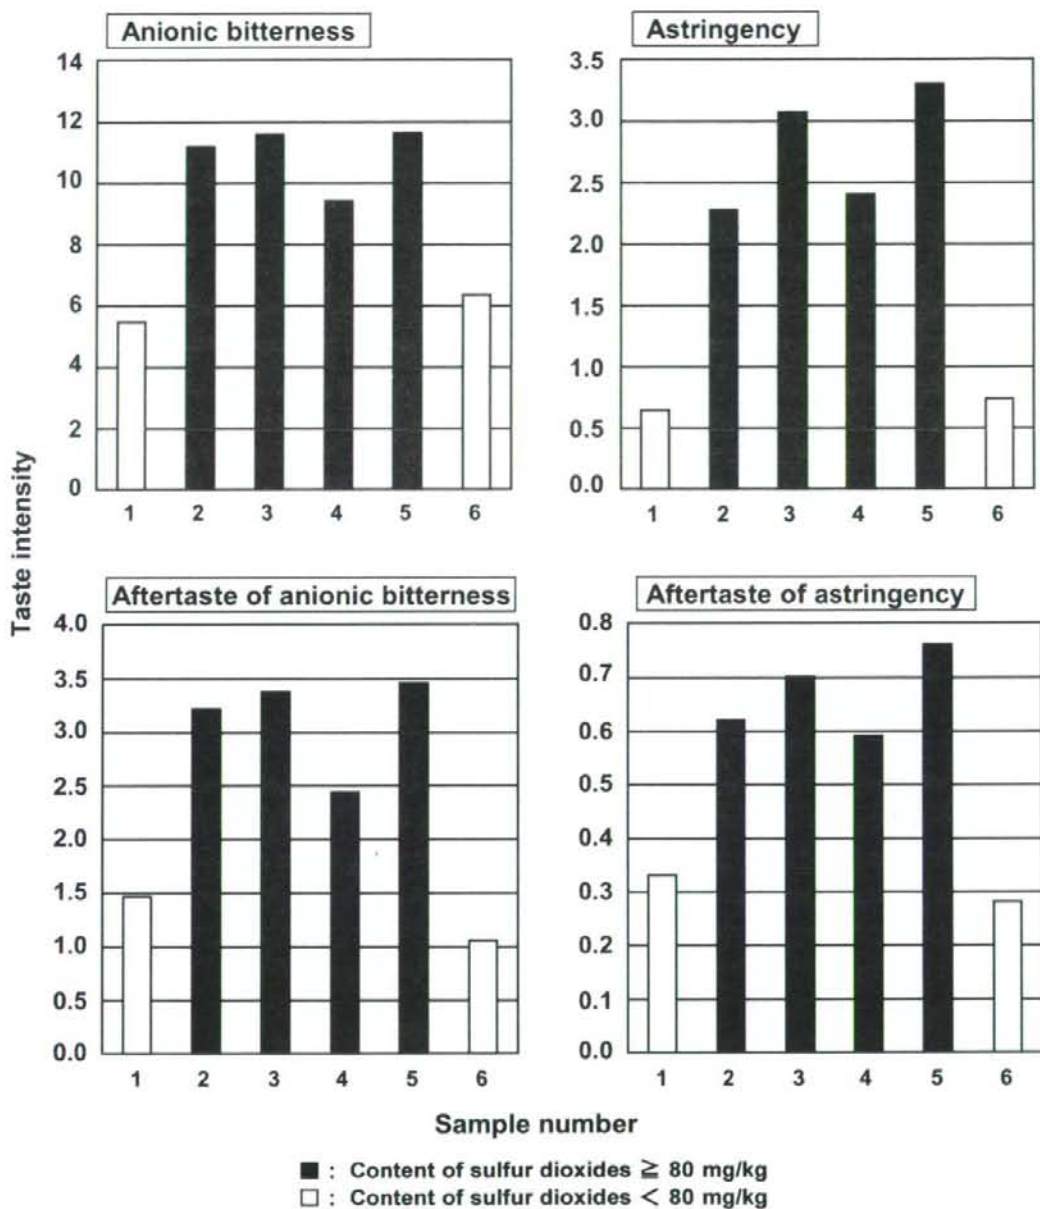 Anionic bitterness
14
12
10
8
6
4
2
0
1 2 3 4 5 6
Astringency
3.5
3.0
2.5
2.0
1.5
1.0
0.5
0.0
1 2 3 4 5 6
Taste intensity
Aftertaste of anionic bitterness
4.0
3.5
3.0
2.5
2.0
1.5
1.0
0.5
0.0
1 2 3 4 5 6
Aftertaste of astringency
0.8
0.7
0.6
0.5
0.4
0.3
0.2
0.1
0.0
1 2 3 4 5 6
Sample number
■ : Content of sulfur dioxides ≧ 80 mg/kg
□ : Content of sulfur dioxides < 80 mg/kg